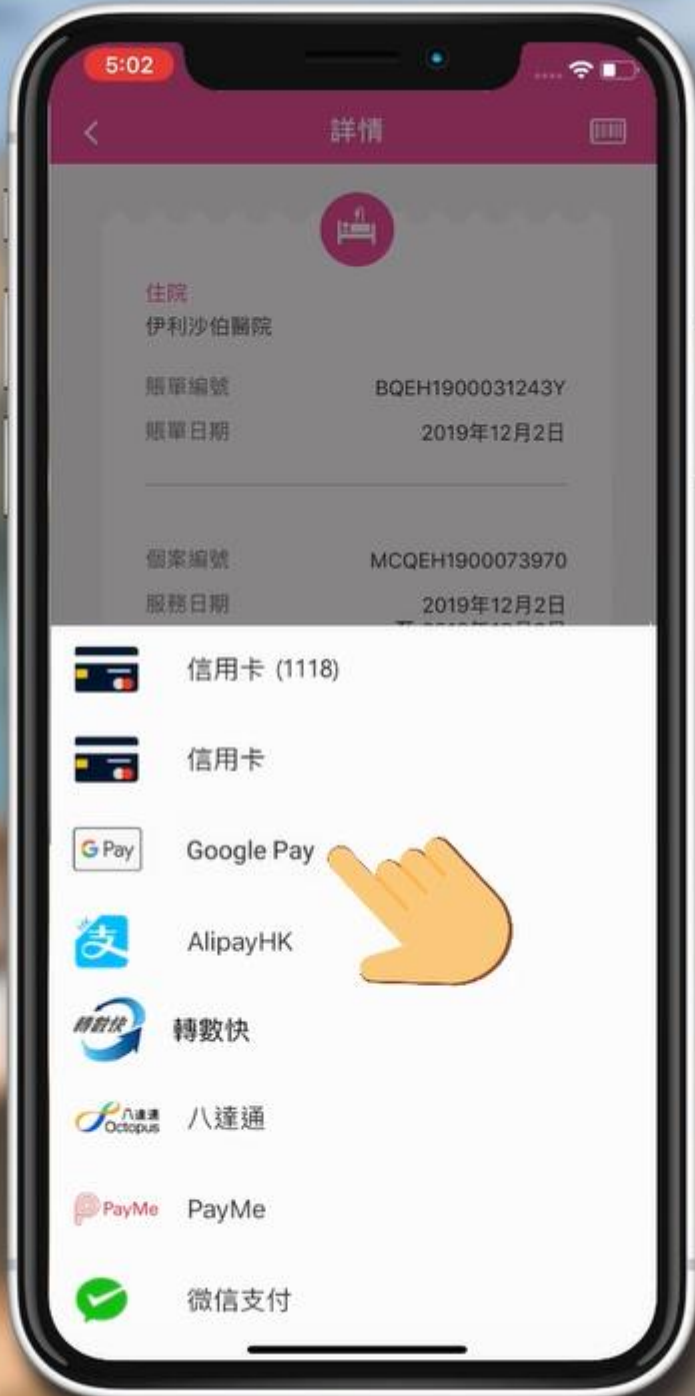 5:02
詳情
住院
伊利沙伯醫院
賬單編號 BQEH1900031243Y
賬單日期 2019年12月2日
個案編號 MCQEH1900073970
服務日期 2019年12月2日
信用卡 (1118)
信用卡
G Pay Google Pay
支 AlipayHK
轉數快 轉數快
八達通 Octopus 八達通
PayMe PayMe
微信支付